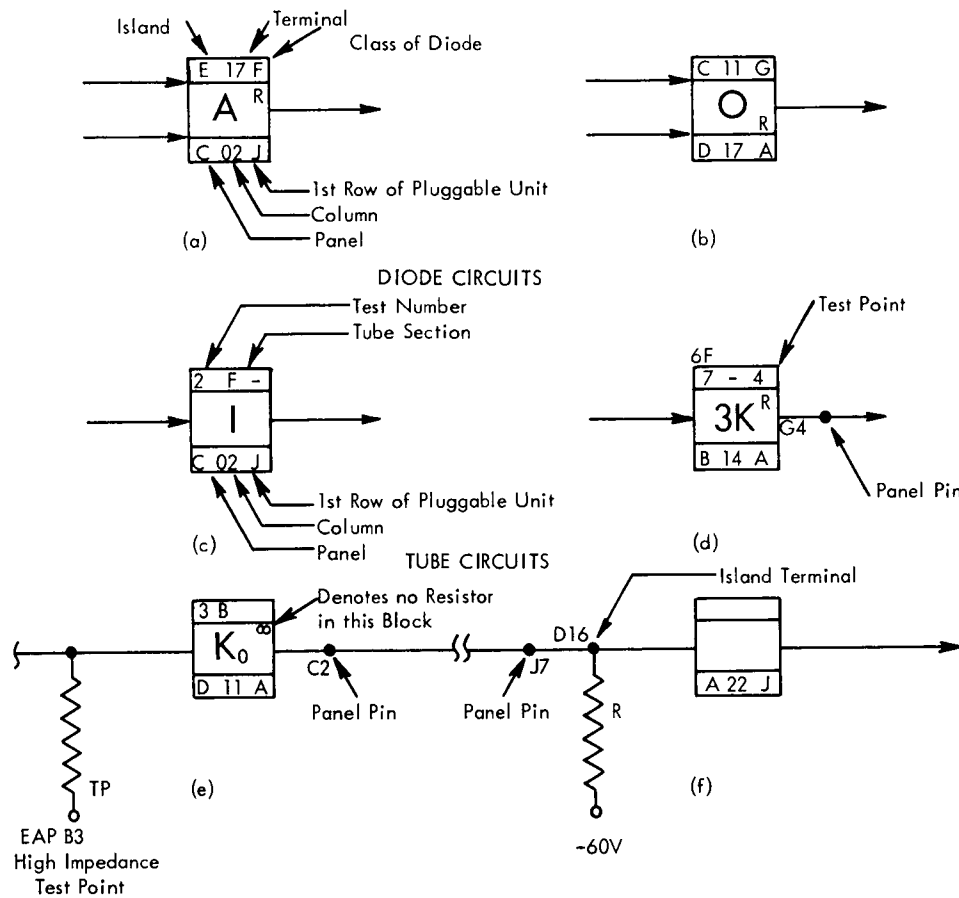 Island
Terminal
Class of Diode
E 17 F
A R
C 02 J
1st Row of Pluggable Unit
Column
Panel
(a)
C 11 G
O
R
D 17 A
(b)
DIODE CIRCUITS
Test Number
Tube Section
2 F -
I
C 02 J
1st Row of Pluggable Unit
Column
Panel
(c)
Test Point
6F
7 - 4
3K R
G4
B 14 A
Panel Pin
(d)
TUBE CIRCUITS
3 B
∞
K₀
D 11 A
Denotes no Resistor
in this Block
C2
Panel Pin
Panel Pin
J7
D16
Island Terminal
A 22 J
R
TP
(e)
(f)
EAP B3
High Impedance
Test Point
-60V